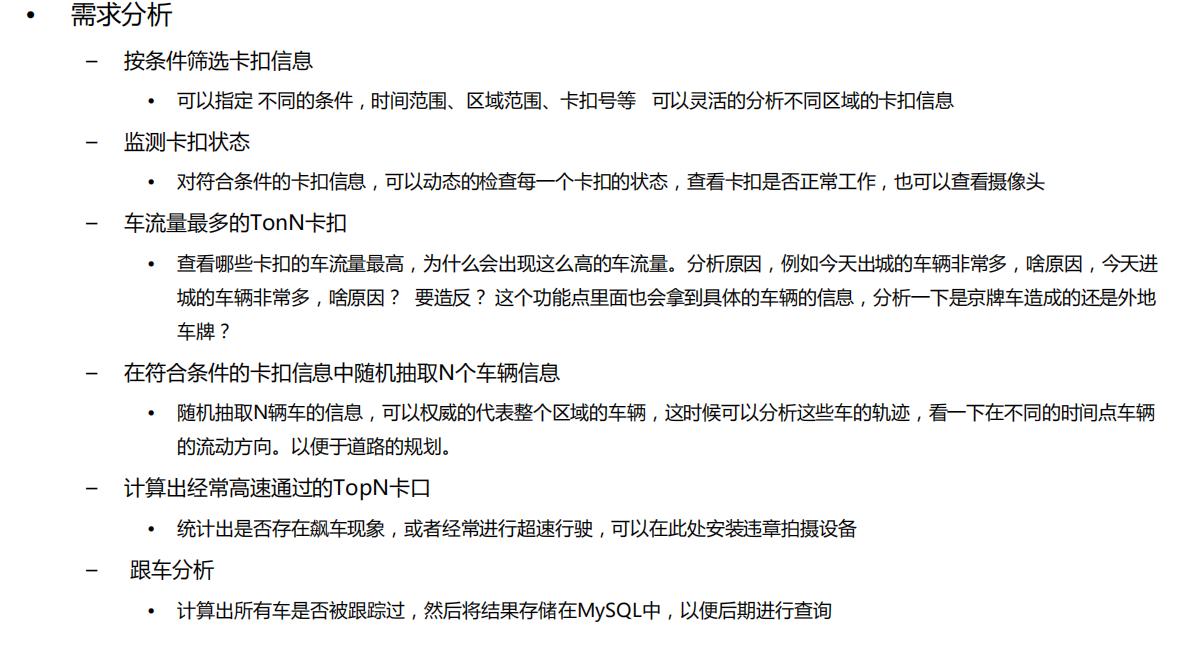 • 需求分析
– 按条件筛选卡扣信息
• 可以指定 不同的条件，时间范围、区域范围、卡扣号等 可以灵活的分析不同区域的卡扣信息
– 监测卡扣状态
• 对符合条件的卡扣信息，可以动态的检查每一个卡扣的状态，查看卡扣是否正常工作，也可以查看摄像头
– 车流量最多的TonN卡扣
• 查看哪些卡扣的车流量最高，为什么会出现这么高的车流量。分析原因，例如今天出城的车辆非常多，啥原因，今天进
城的车辆非常多，啥原因？ 要造反？ 这个功能点里面也会拿到具体的车辆的信息，分析一下是京牌车造成的还是外地
车牌？
– 在符合条件的卡扣信息中随机抽取N个车辆信息
• 随机抽取N辆车的信息，可以权威的代表整个区域的车辆，这时候可以分析这些车的轨迹，看一下在不同的时间点车辆
的流动方向。以便于道路的规划。
– 计算出经常高速通过的TopN卡口
• 统计出是否存在飙车现象，或者经常进行超速行驶，可以在此处安装违章拍摄设备
– 跟车分析
• 计算出所有车是否被跟踪过，然后将结果存储在MySQL中，以便后期进行查询